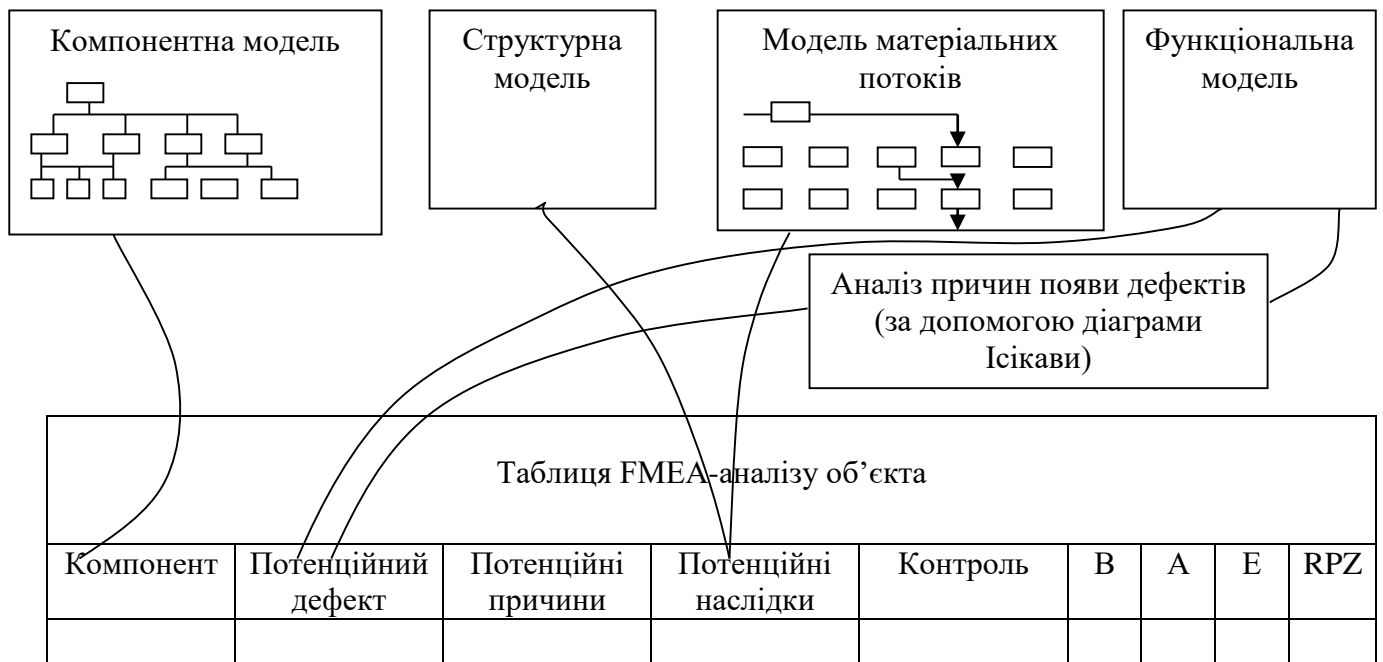 Компонентна модель
Структурна
модель
Модель матеріальних
потоків
Функціональна
модель
Аналіз причин появи дефектів
(за допомогою діаграми
Ісікави)
Таблиця FMEA-аналізу об’єкта
Компонент
Потенційний
дефект
Потенційні
причини
Потенційні
наслідки
Контроль
B
A
E
RPZ